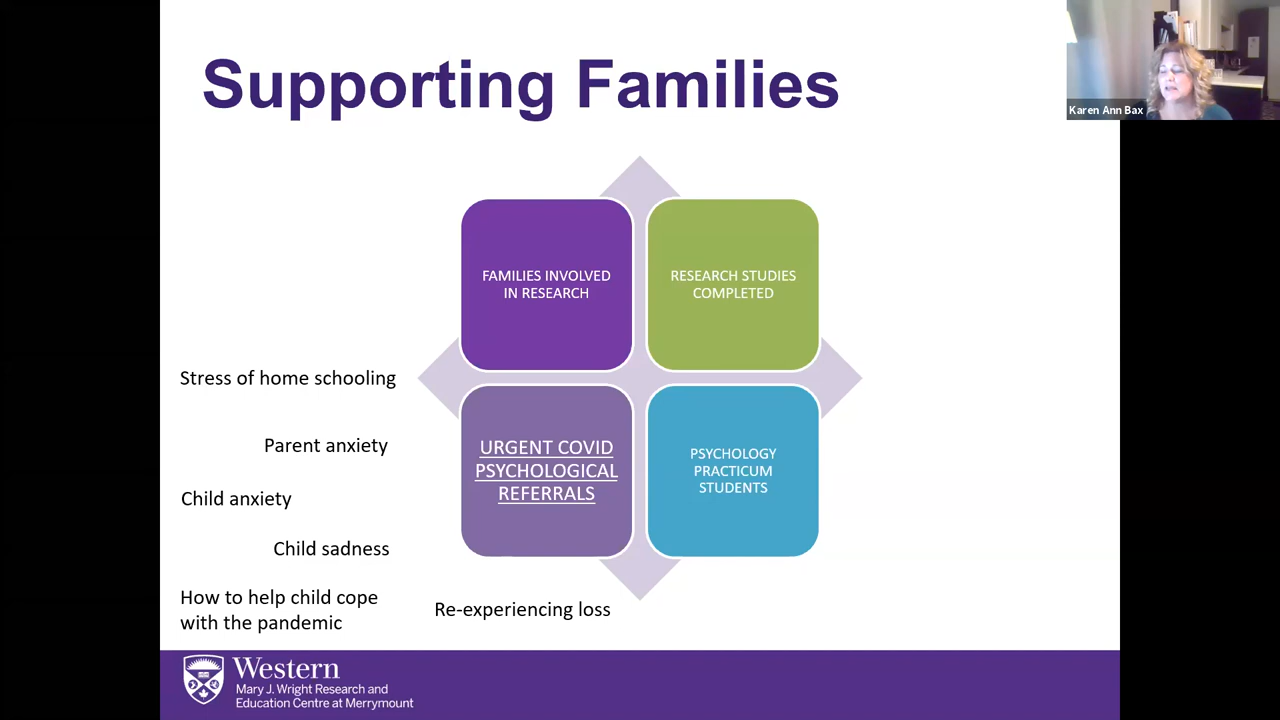 Supporting Families
Karen Ann Bax
FAMILIES INVOLVED
IN RESEARCH
RESEARCH STUDIES
COMPLETED
URGENT COVID
PSYCHOLOGICAL
REFERRALS
PSYCHOLOGY
PRACTICUM
STUDENTS
Stress of home schooling
Parent anxiety
Child anxiety
Child sadness
How to help child cope
with the pandemic
Re-experiencing loss
Western
Mary J. Wright Research and
Education Centre at Merrymount